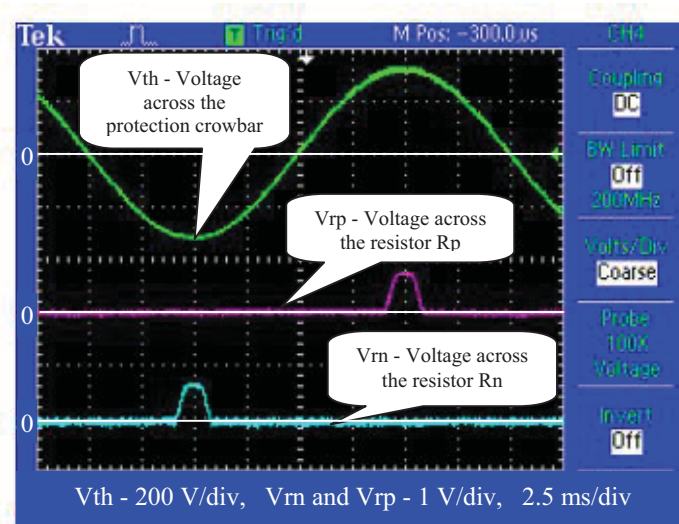 Tek Trig'd M Pos: -300.0us CH4
Vth - Voltage
across the
protection crowbar
Coupling
DC
0
BW Limit
Off
200MHz
Vrp - Voltage across
the resistor Rp
Volts/Div
Coarse
0
Probe
100X
Voltage
Vrn - Voltage across
the resistor Rn
0
Invert
Off
Vth - 200 V/div, Vrn and Vrp - 1 V/div, 2.5 ms/div